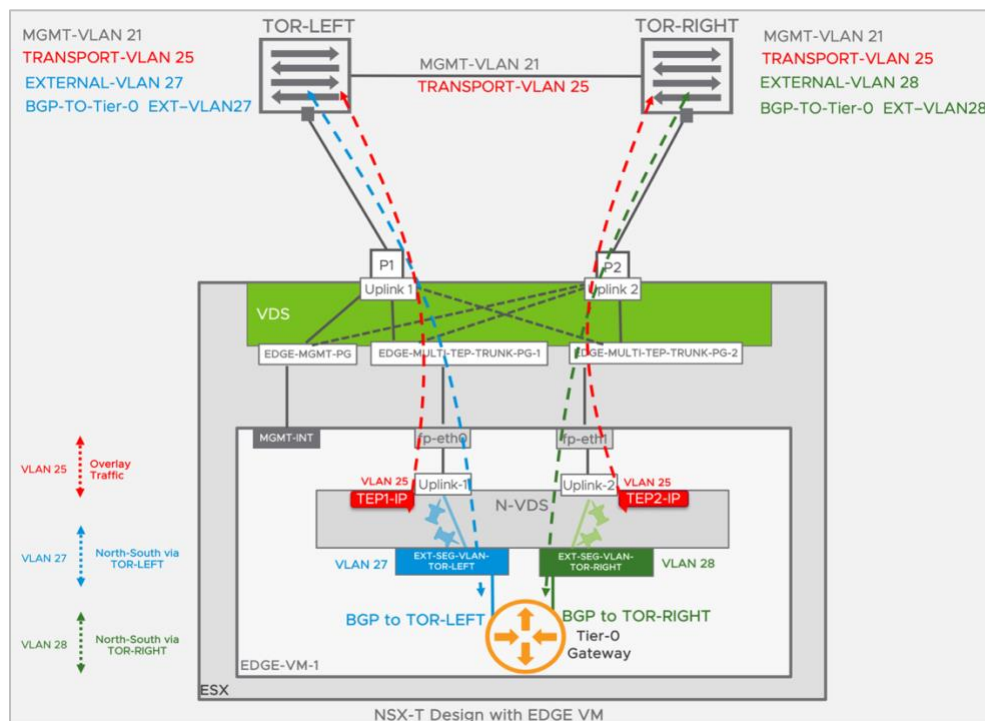 TOR-LEFT
TOR-RIGHT
MGMT-VLAN 21
TRANSPORT-VLAN 25
EXTERNAL-VLAN 27
BGP-TO-Tier-0 EXT–VLAN27
MGMT-VLAN 21
TRANSPORT-VLAN 25
MGMT-VLAN 21
TRANSPORT-VLAN 25
EXTERNAL-VLAN 28
BGP-TO-Tier-0 EXT–VLAN28
P1
P2
Uplink 1
Uplink 2
VDS
EDGE-MGMT-PG
EDGE-MULTI-TEP-TRUNK-PG-1
EDGE-MULTI-TEP-TRUNK-PG-2
MGMT-INT
fp-eth0
fp-eth1
VLAN 25
Uplink-1
Uplink-2
VLAN 25
TEP1-IP
N-VDS
TEP2-IP
VLAN 27
EXT-SEG-VLAN-
TOR-LEFT
EXT-SEG-VLAN-
TOR-RIGHT
VLAN 28
BGP to TOR-LEFT
BGP to TOR-RIGHT
Tier-0
Gateway
EDGE-VM-1
ESX
VLAN 25
Overlay
Traffic
VLAN 27
North-South via
TOR-LEFT
VLAN 28
North-South via
TOR-RIGHT
NSX-T Design with EDGE VM